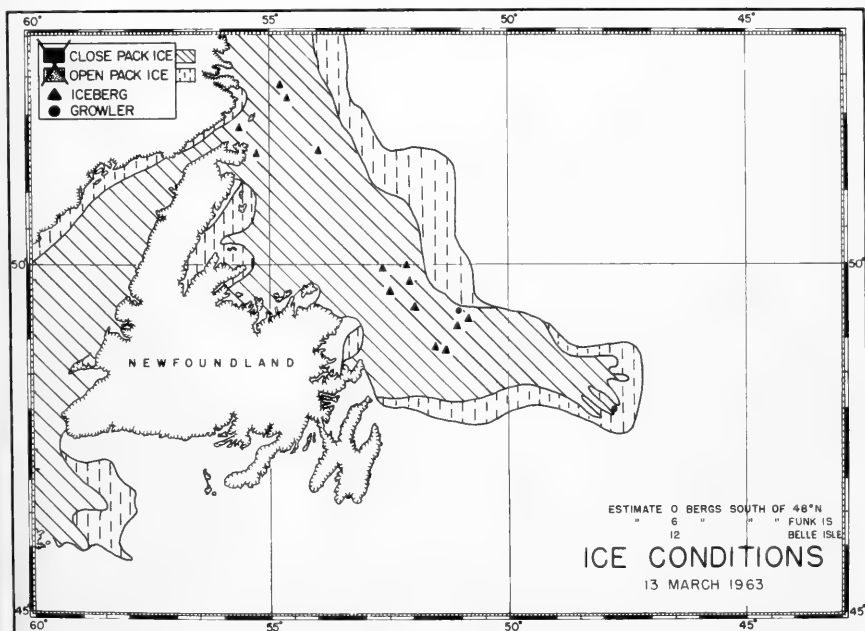 60° 55° 50° 45°
CLOSE PACK ICE
OPEN PACK ICE
ICEBERG
GROWLER
50° 50°
NEWFOUNDLAND
ESTIMATE 0 BERGS SOUTH OF 48°N
" 6 " " " FUNK IS
12 BELLE ISLE
ICE CONDITIONS
13 MARCH 1963
45° 45°
60° 55° 50° 45°